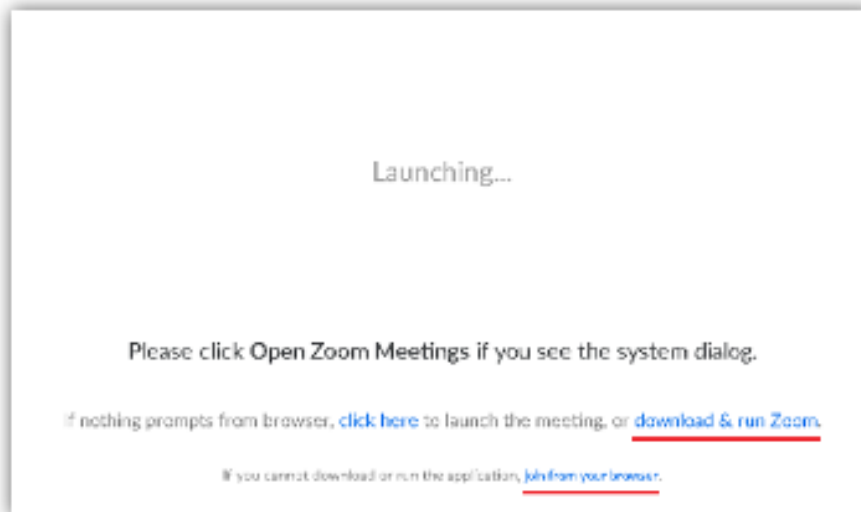 Launching...
Please click Open Zoom Meetings if you see the system dialog.
If nothing prompts from browser, click here to launch the meeting, or download & run Zoom.
If you cannot download or run the application, join from your browser.